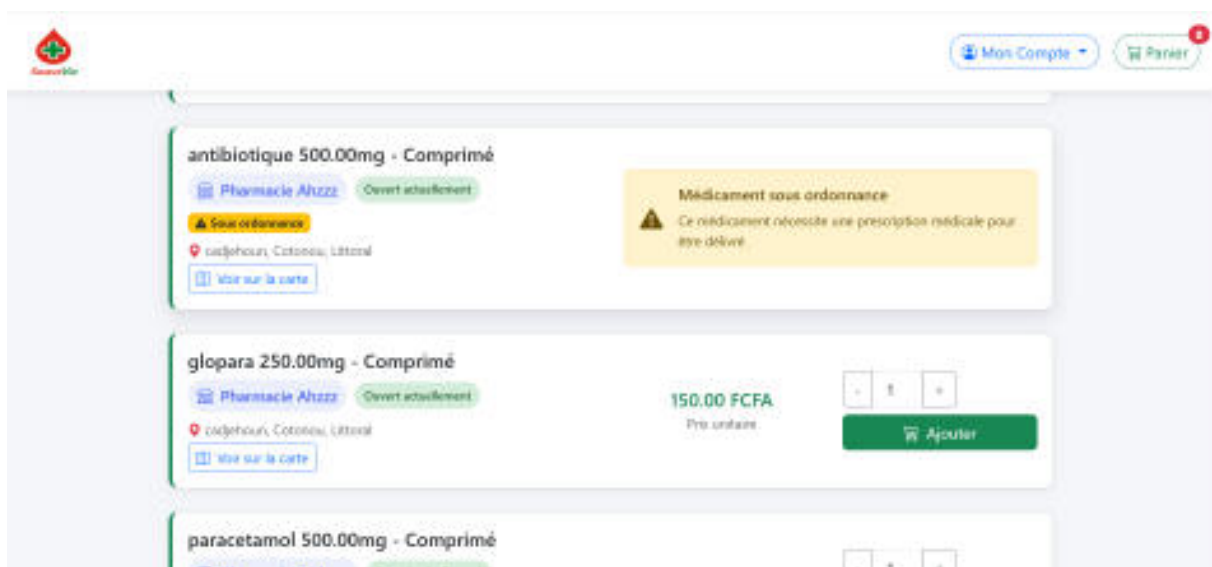 Mon Compte
Panier
antibiotique 500.00mg - Comprimé
Pharmacie Ahzzz
Ouvert actuellement
Sous ordonnance
cadjehoun, Cotonou, Littoral
Voir sur la carte
Médicament sous ordonnance
Ce médicament nécessite une prescription médicale pour
être délivré
glopara 250.00mg - Comprimé
Pharmacie Ahzzz
Ouvert actuellement
cadjehoun, Cotonou, Littoral
Voir sur la carte
150.00 FCFA
Prix unitaire
- 1 +
Ajouter
paracetamol 500.00mg - Comprimé